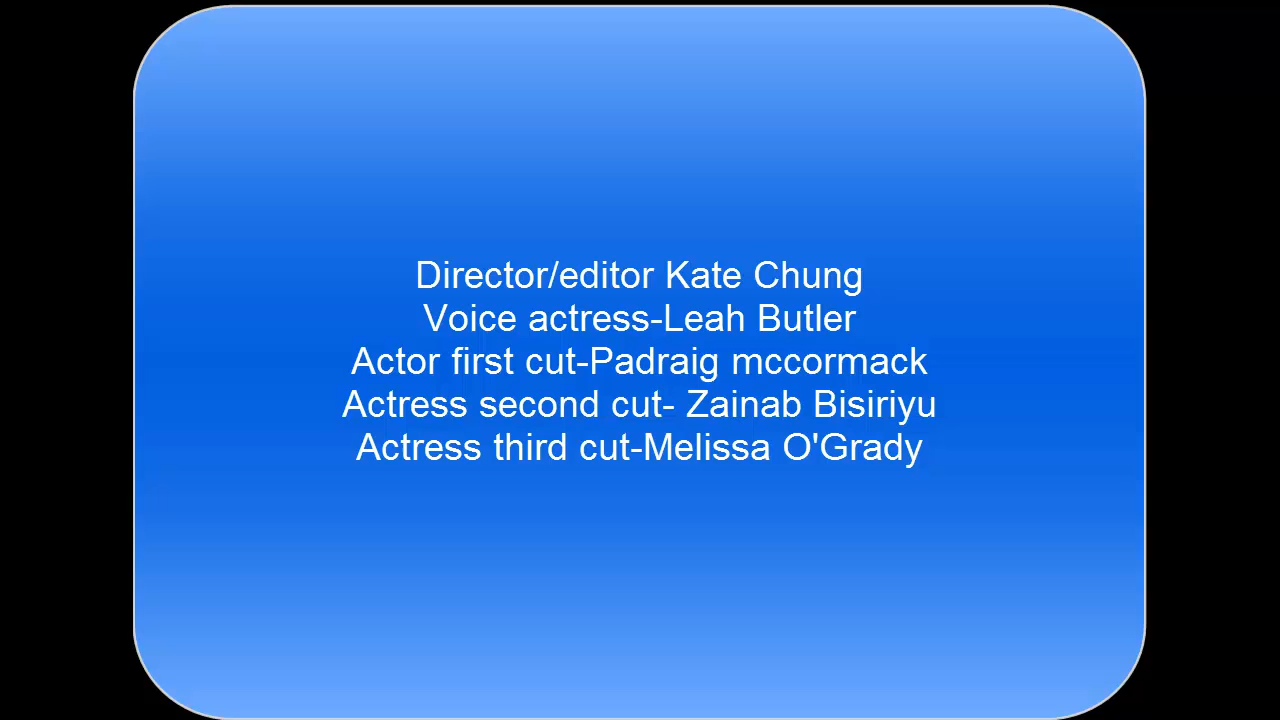 Director/editor Kate Chung
Voice actress-Leah Butler
Actor first cut-Padraig mccormack
Actress second cut- Zainab Bisiriyu
Actress third cut-Melissa O'Grady